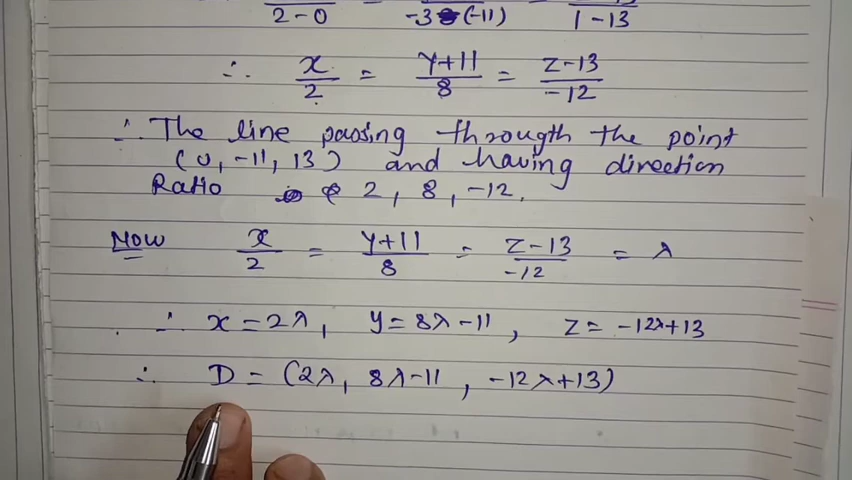 2-0   -3-(-11)   1-13
∴ x/2 = y+11/8 = z-13/-12
∴ The line passing througth the point
(0, -11, 13) and having direction
Ratio 2, 8, -12.
Now x/2 = y+11/8 = z-13/-12 = λ
∴ x = 2λ, y = 8λ-11, z = -12λ+13
∴ D = (2λ, 8λ-11, -12λ+13)